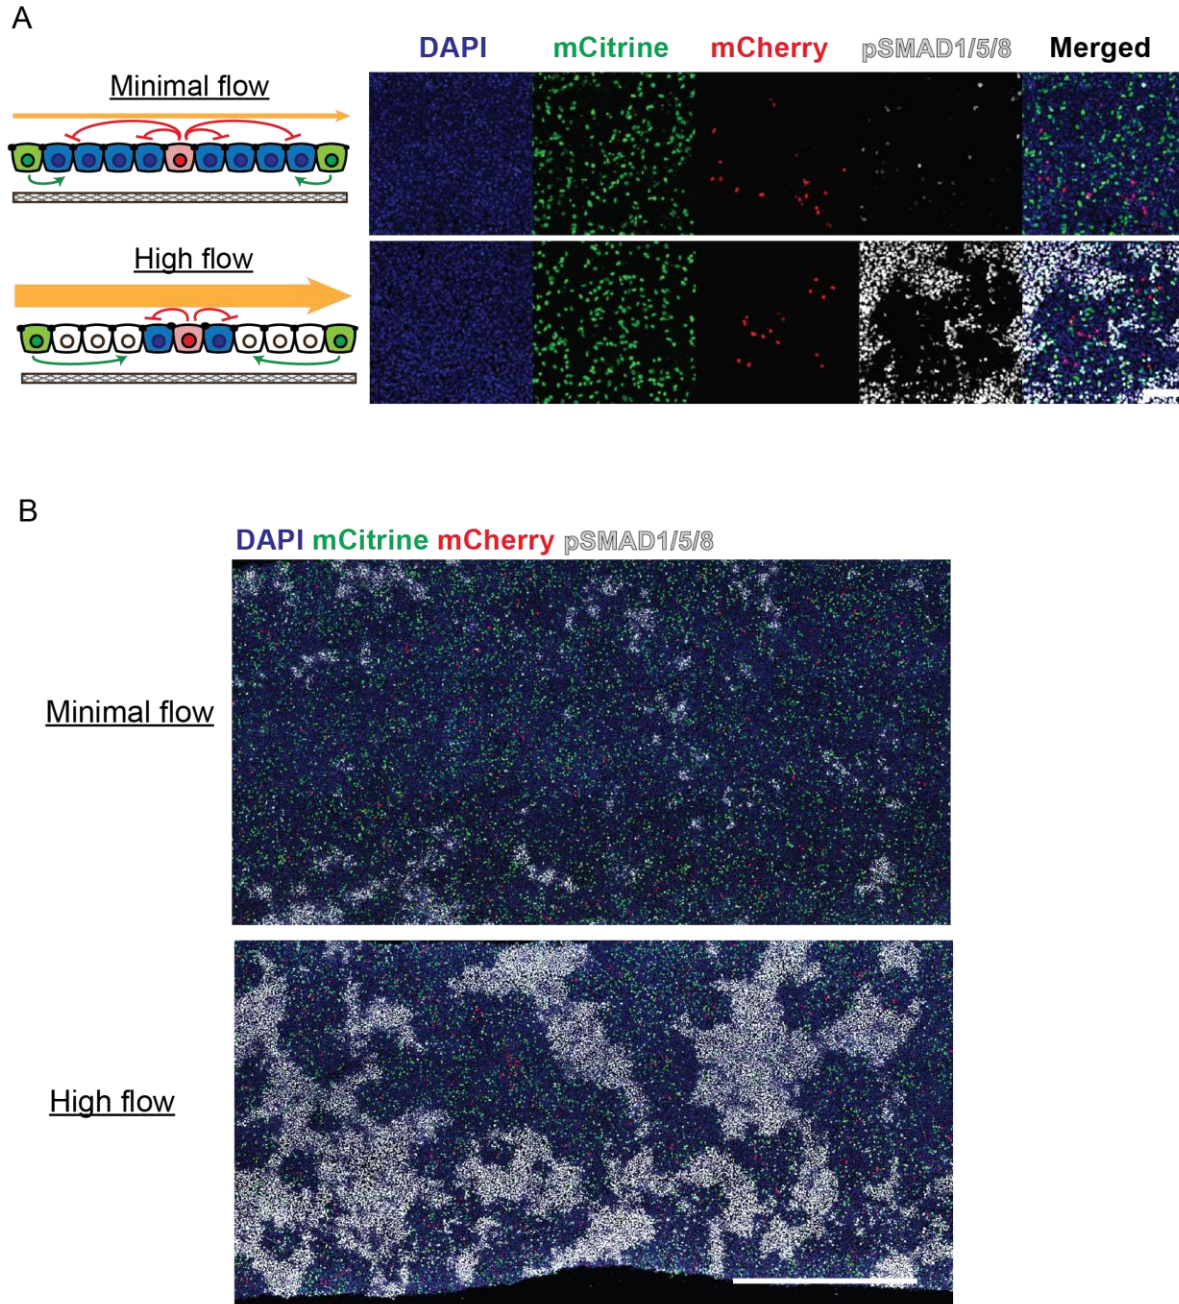 A
DAPI mCitrine mCherry pSMAD1/5/8 Merged
Minimal flow
High flow
B
DAPI mCitrine mCherry pSMAD1/5/8
Minimal flow
High flow